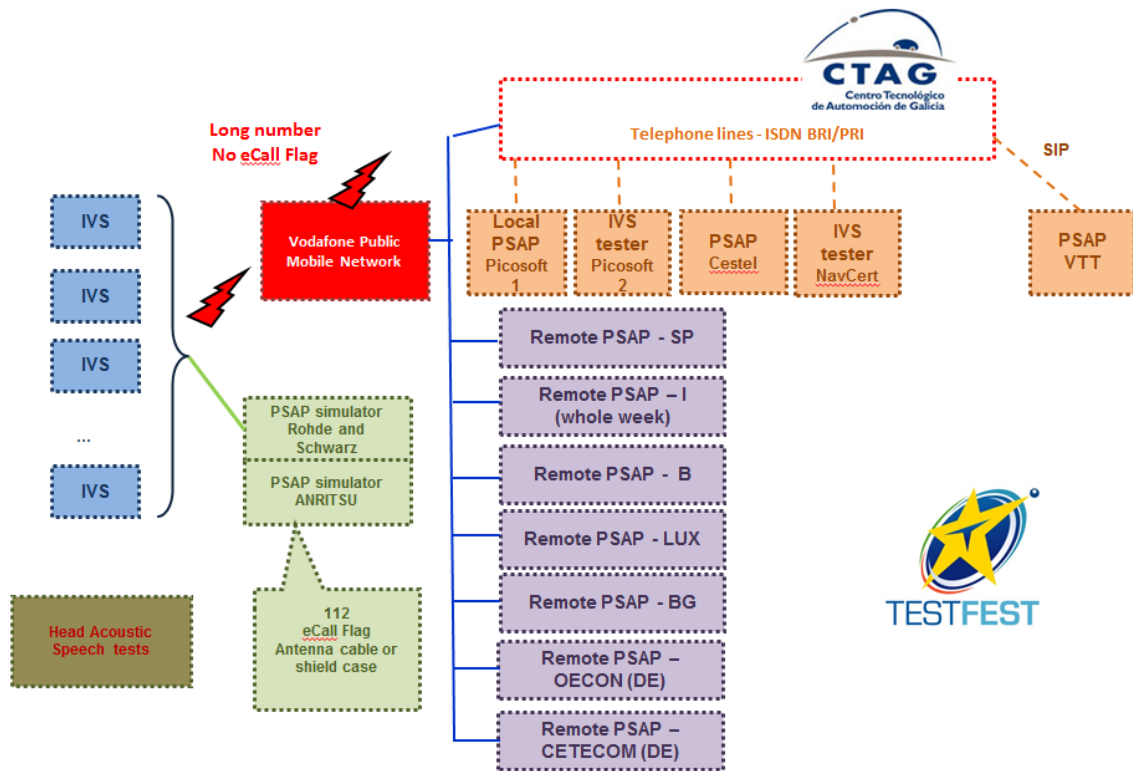 CTAG
Centro Tecnológico
de Automoción de Galicia
Long number
No eCall Flag
Telephone lines - ISDN BRI/PRI
SIP
IVS
IVS
IVS
...
IVS
Vodafone Public
Mobile Network
Local
PSAP
Picosoft
1
IVS
tester
Picosoft
2
PSAP
Cestel
IVS
tester
NavCert
PSAP
VTT
Remote PSAP - SP
Remote PSAP – I
(whole week)
Remote PSAP - B
Remote PSAP - LUX
Remote PSAP - BG
Remote PSAP –
OECON (DE)
Remote PSAP –
CETECOM (DE)
PSAP simulator
Rohde and
Schwarz
PSAP simulator
ANRITSU
112
eCall Flag
Antenna cable or
shield case
Head Acoustic
Speech tests
TESTFEST